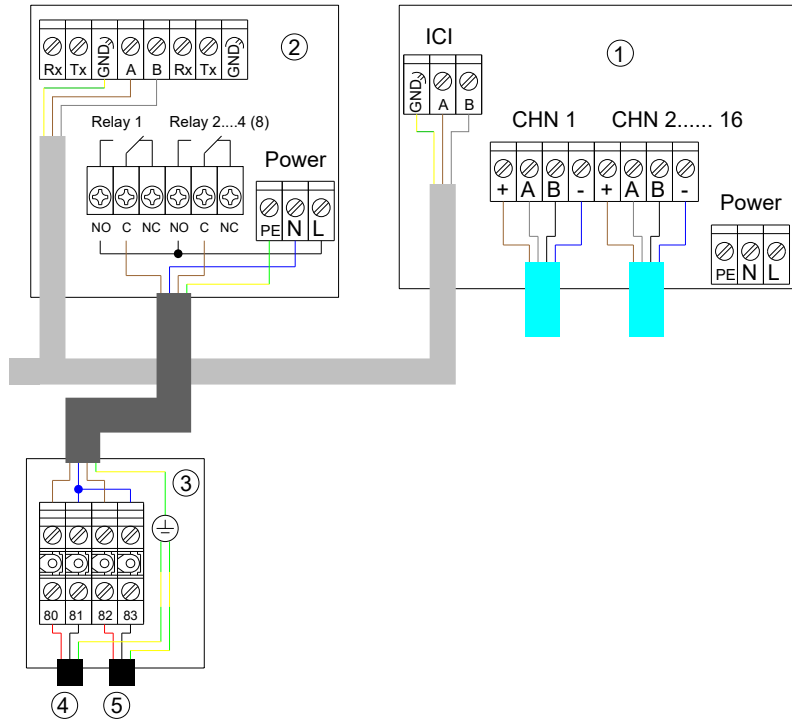 ②
Rx Tx GND A B Rx Tx GND
Relay 1 Relay 2....4 (8)
Power
NO C NC NO C NC
PE N L
①
ICI
GND A B
CHN 1 CHN 2...... 16
+ A B - + A B -
Power
PE N L
③
80 81 82 83
④ ⑤